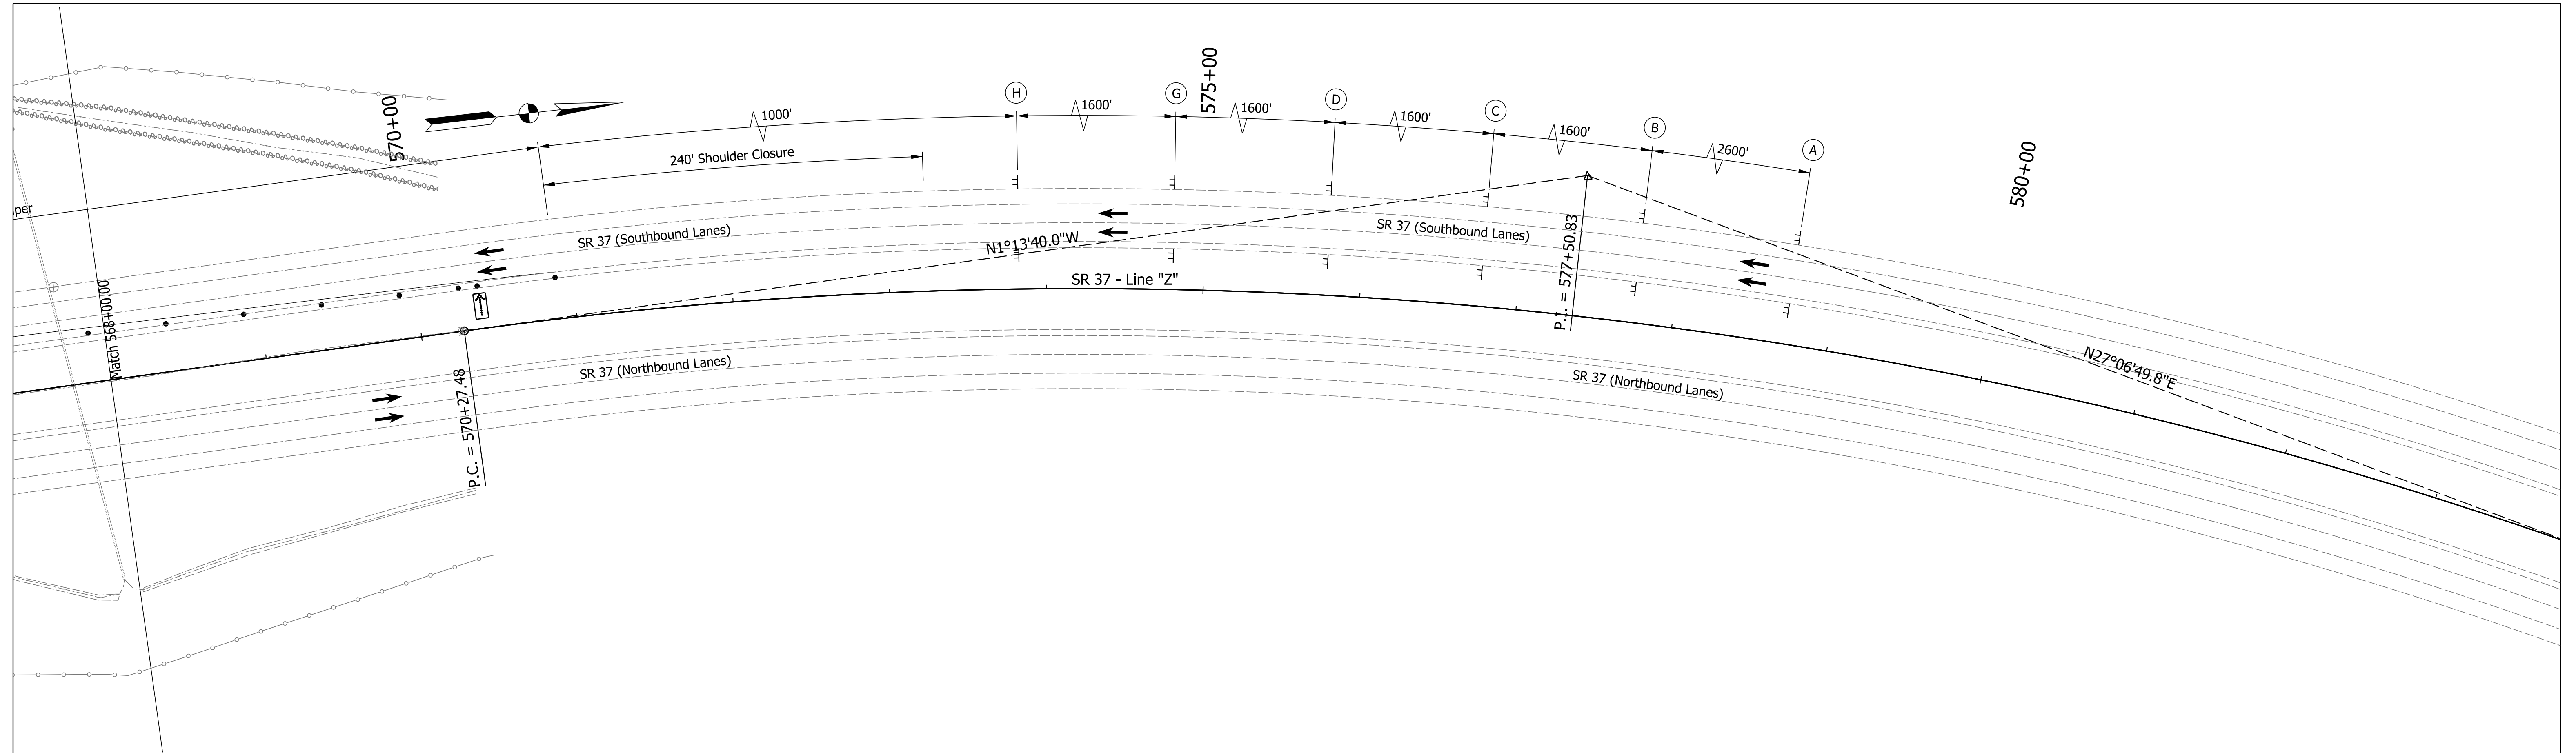 575+00
570+00
580+00
H
G
D
C
B
A
1000'
1600'
1600'
1600'
1600'
2600'
240' Shoulder Closure
per
SR 37 (Southbound Lanes)
SR 37 (Southbound Lanes)
N1°13'40.0"W
P.I. = 577+50.83
SR 37 - Line "Z"
Match 568+00.00
N27°06'49.8"E
SR 37 (Northbound Lanes)
SR 37 (Northbound Lanes)
P.C. = 570+27.48